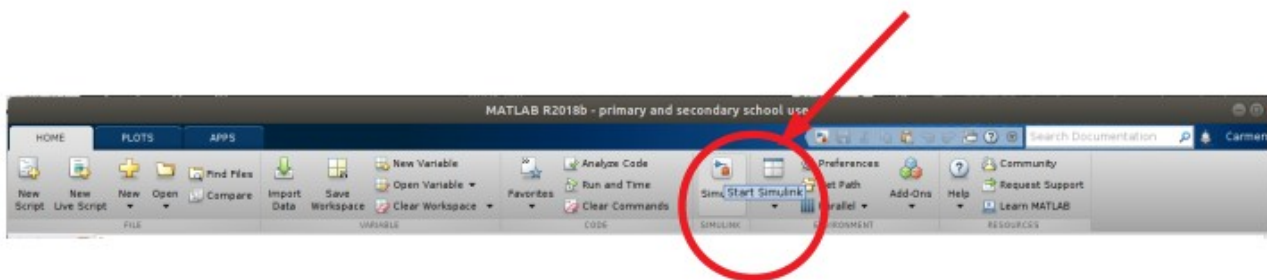 MATLAB R2018b - primary and secondary school use
HOME PLOTS APPS Search Documentation Carmen
New Script
New Live Script
New
Open
Find Files
Compare
FILE
Import Data
Save Workspace
New Variable
Open Variable
Clear Workspace
VARIABLE
Favorites
Analyze Code
Run and Time
Clear Commands
CODE
Start Simulink
SIMULINK
Preferences
Parallel
Add-Ons
ENVIRONMENT
Help
Community
Request Support
Learn MATLAB
RESOURCES